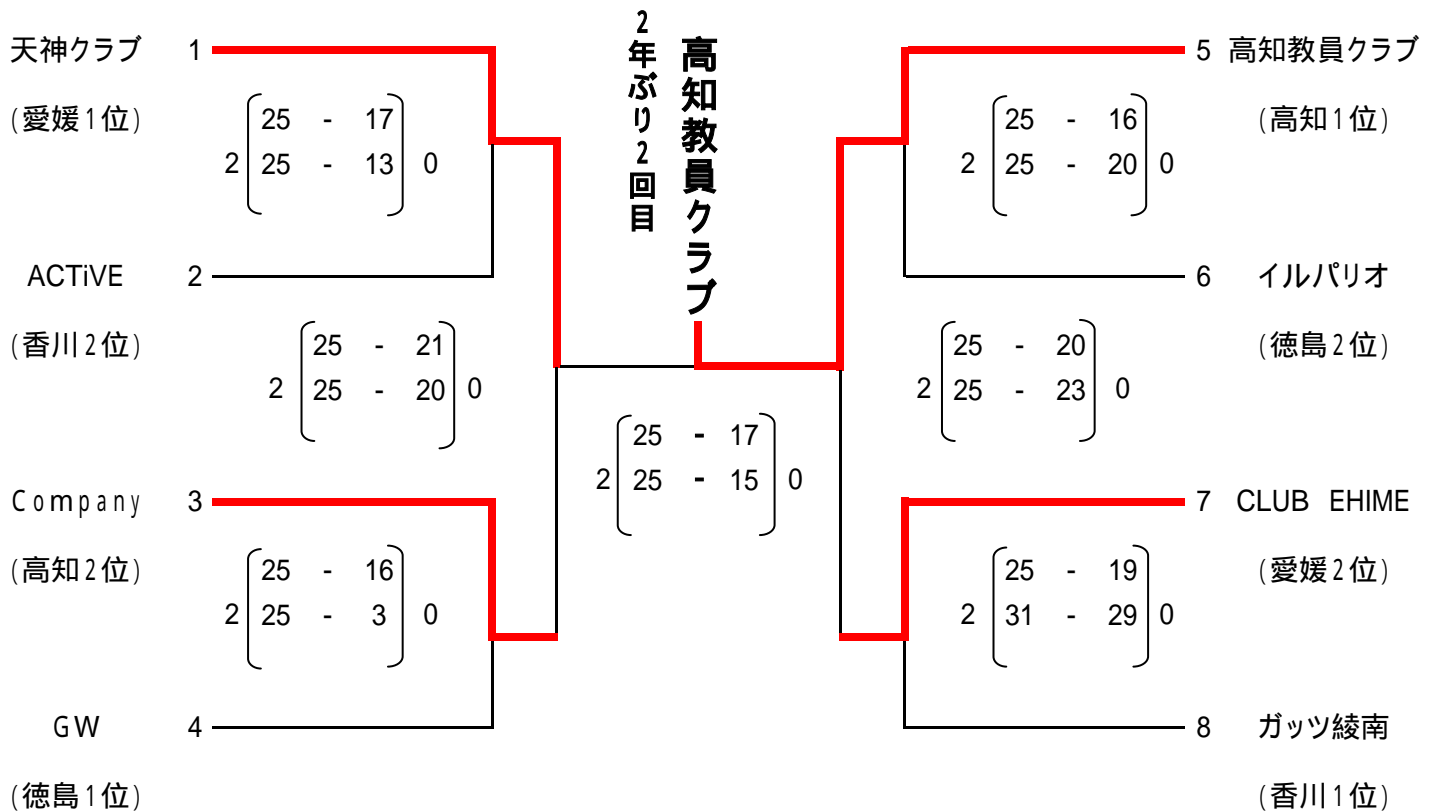 2年ぶり2回目
高知教員クラブ
天神クラブ 1
(愛媛1位)
2 25 - 17 0
25 - 13
ACTiVE 2
(香川2位)
25 - 21
2 25 - 20 0
Company 3
(高知2位)
25 - 16
2 25 - 3 0
GW 4
(徳島1位)
25 - 17
2 25 - 15 0
5 高知教員クラブ
(高知1位)
25 - 16
2 25 - 20 0
6 イルパリオ
(徳島2位)
25 - 20
2 25 - 23 0
7 CLUB EHIME
(愛媛2位)
25 - 19
2 31 - 29 0
8 ガッツ綾南
(香川1位)